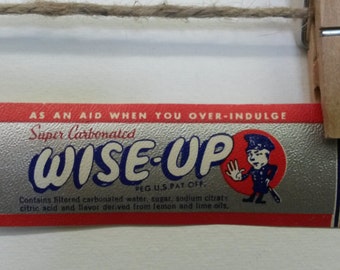 AS AN AID WHEN YOU OVER-INDULGE
Super Carbonated
WISE-UP
REG U.S. PAT. OFF.
Contains filtered carbonated water, sugar, sodium citrate
citric acid and flavor derived from lemon and lime oils.